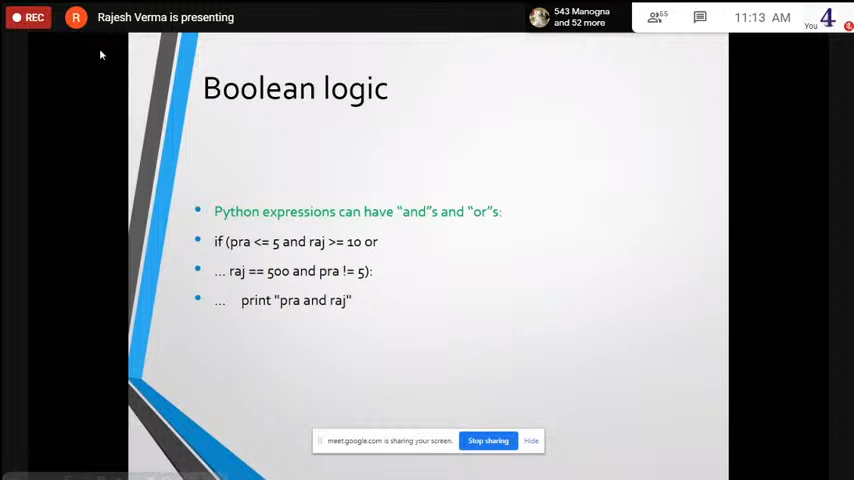 REC
R
Rajesh Verma is presenting
543 Manogna
and 52 more
55
11:13 AM
You
4
Boolean logic
• Python expressions can have “and”s and “or”s:
• if (pra <= 5 and raj >= 10 or
• ... raj == 500 and pra != 5):
• ... print "pra and raj"
meet.google.com is sharing your screen.
Stop sharing
Hide